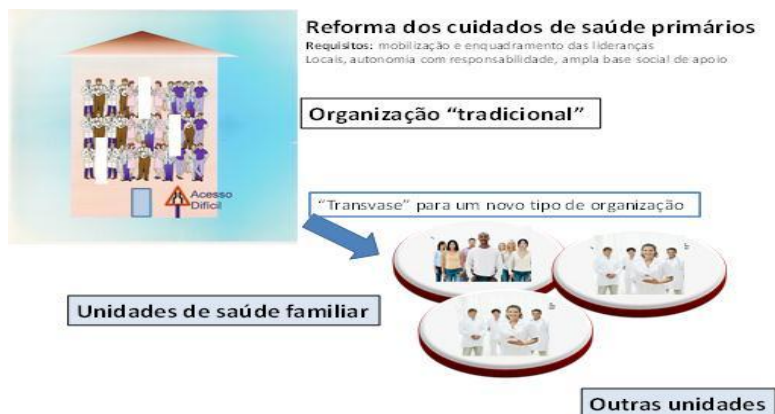 Reforma dos cuidados de saúde primários
Requisitos: mobilização e enquadramento das lideranças
Locais, autonomia com responsabilidade, ampla base social de apoio
Organização “tradicional”
Acesso
Difícil
“Transvase” para um novo tipo de organização
Unidades de saúde familiar
Outras unidades